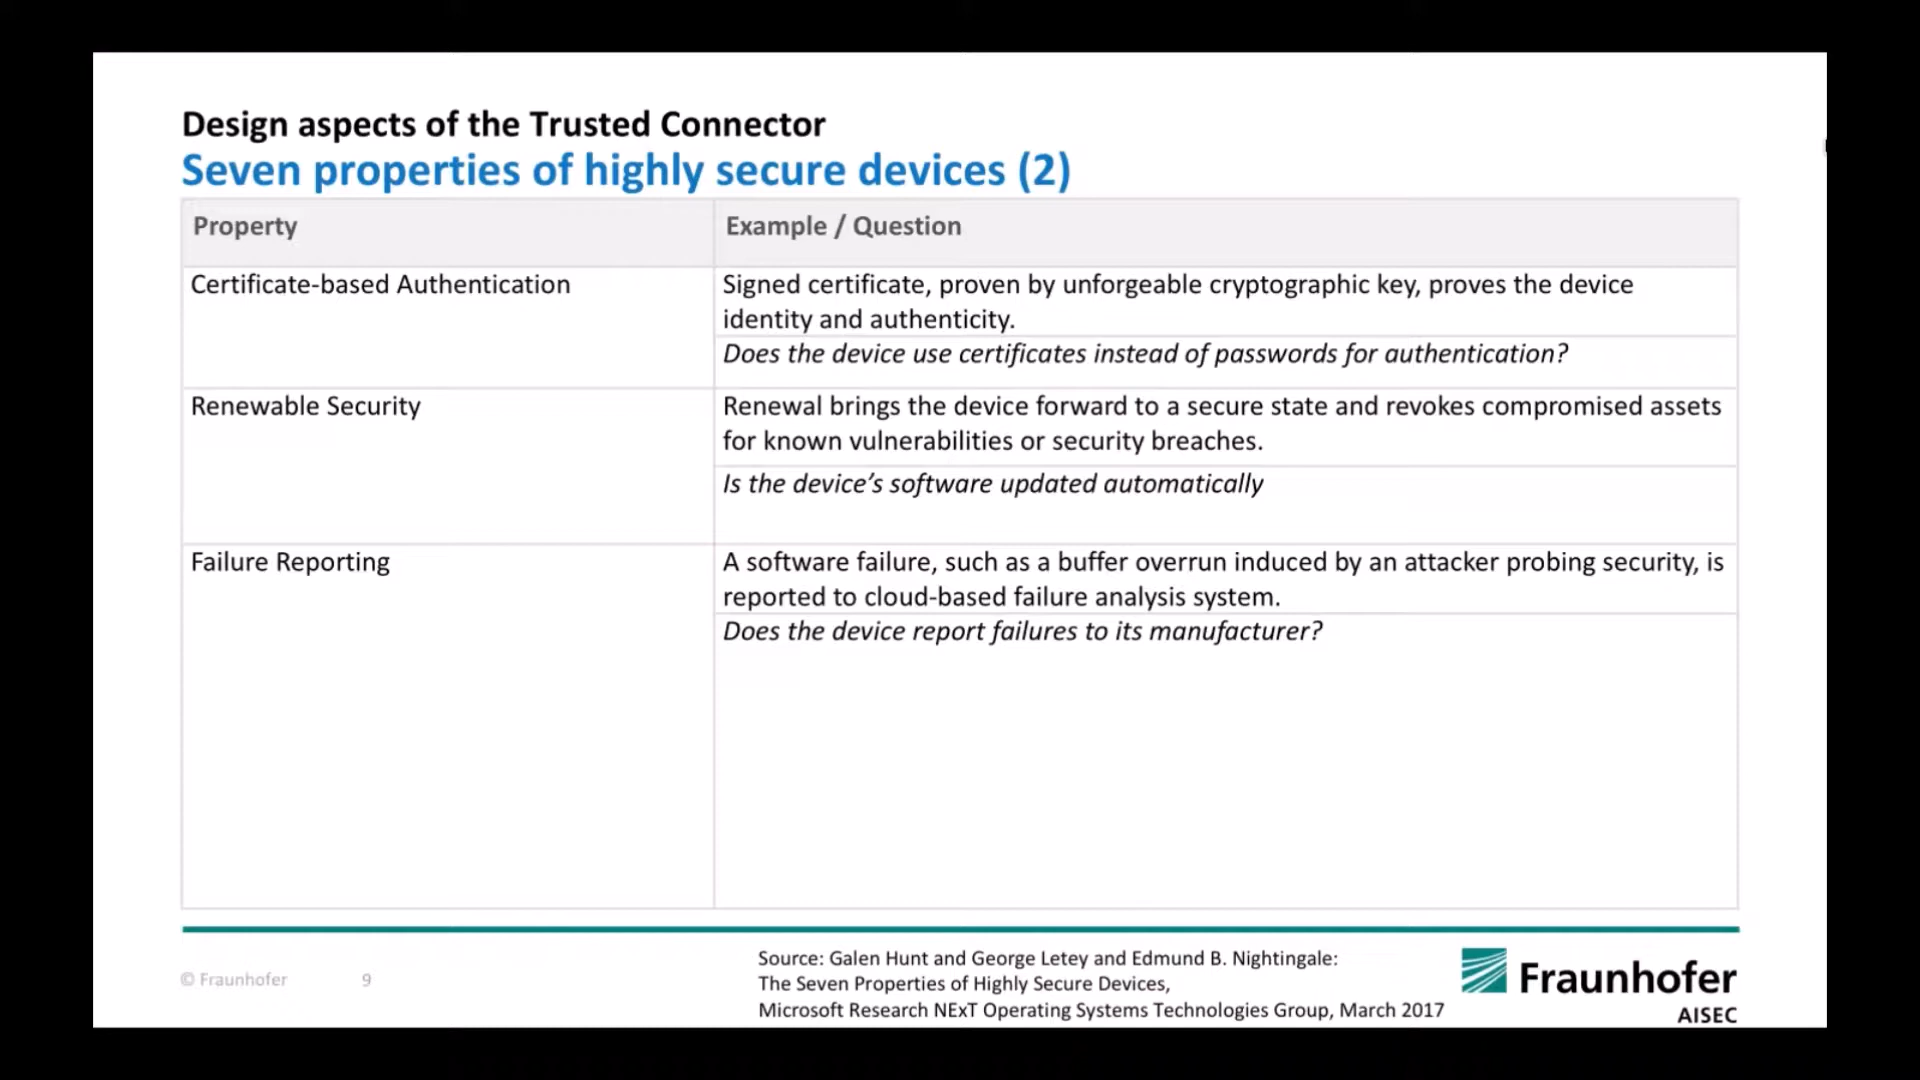 Design aspects of the Trusted Connector
Seven properties of highly secure devices (2)
Property
Example / Question
Certificate-based Authentication
Signed certificate, proven by unforgeable cryptographic key, proves the device
identity and authenticity.
Does the device use certificates instead of passwords for authentication?
Renewable Security
Renewal brings the device forward to a secure state and revokes compromised assets
for known vulnerabilities or security breaches.
Is the device’s software updated automatically
Failure Reporting
A software failure, such as a buffer overrun induced by an attacker probing security, is
reported to cloud-based failure analysis system.
Does the device report failures to its manufacturer?
© Fraunhofer
9
Source: Galen Hunt and George Letey and Edmund B. Nightingale:
The Seven Properties of Highly Secure Devices,
Microsoft Research NExT Operating Systems Technologies Group, March 2017
Fraunhofer
AISEC